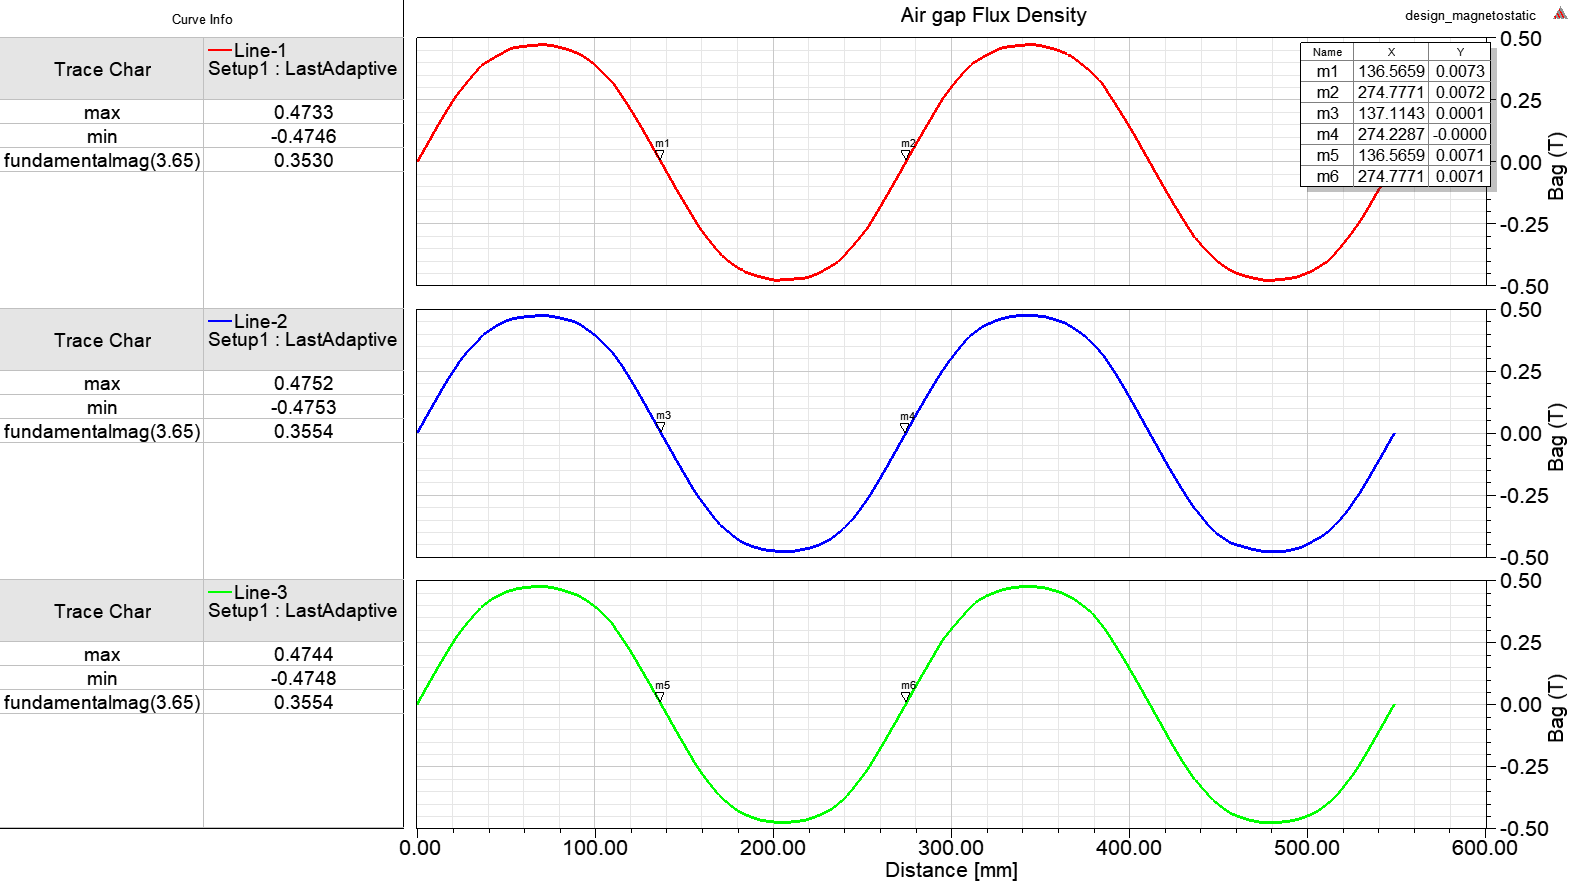 Air gap Flux Density
design_magnetostatic
Curve Info
Trace Char
Line-1
Setup1 : LastAdaptive
max 0.4733
min -0.4746
fundamentalmag(3.65) 0.3530
m1
m2
Name X Y
m1 136.5659 0.0073
m2 274.7771 0.0072
m3 137.1143 0.0001
m4 274.2287 -0.0000
m5 136.5659 0.0071
m6 274.7771 0.0071
0.50
0.25
0.00
-0.25
-0.50
Bag (T)
Trace Char
Line-2
Setup1 : LastAdaptive
max 0.4752
min -0.4753
fundamentalmag(3.65) 0.3554
m3
m4
0.50
0.25
0.00
-0.25
-0.50
Bag (T)
Trace Char
Line-3
Setup1 : LastAdaptive
max 0.4744
min -0.4748
fundamentalmag(3.65) 0.3554
m5
m6
0.50
0.25
0.00
-0.25
-0.50
Bag (T)
0.00 100.00 200.00 300.00 400.00 500.00 600.00
Distance [mm]